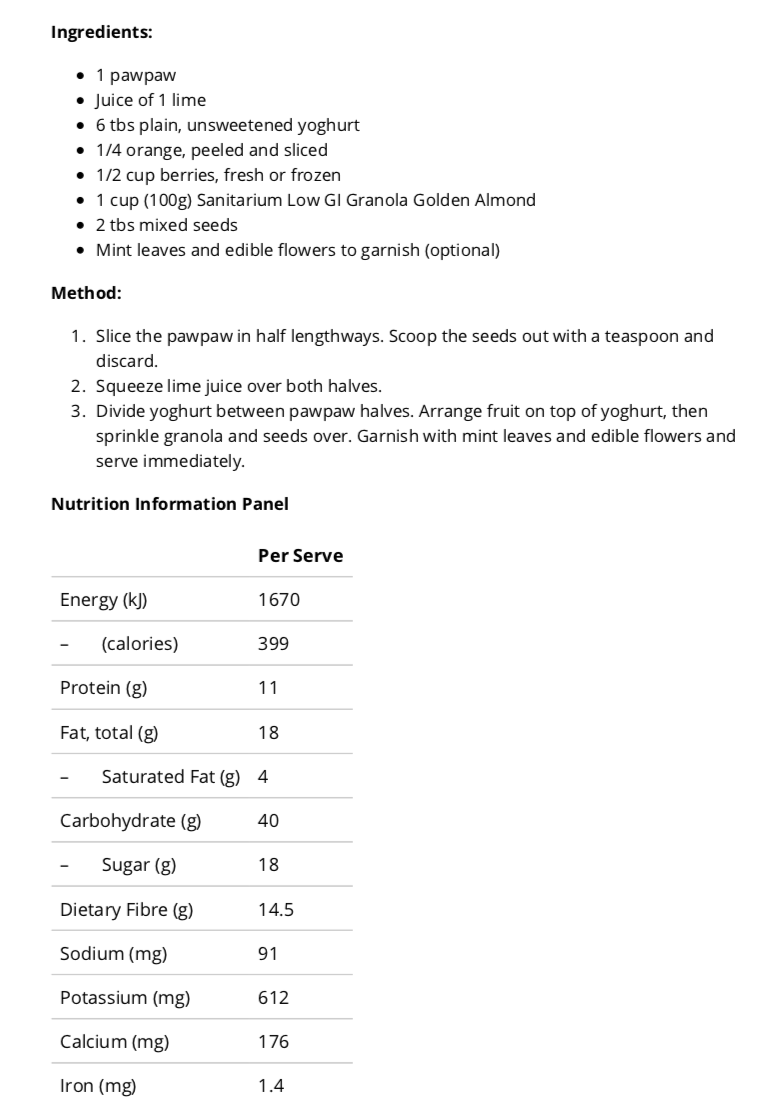 Ingredients:
• 1 pawpaw
• Juice of 1 lime
• 6 tbs plain, unsweetened yoghurt
• 1/4 orange, peeled and sliced
• 1/2 cup berries, fresh or frozen
• 1 cup (100g) Sanitarium Low GI Granola Golden Almond
• 2 tbs mixed seeds
• Mint leaves and edible flowers to garnish (optional)
Method:
1. Slice the pawpaw in half lengthways. Scoop the seeds out with a teaspoon and
discard.
2. Squeeze lime juice over both halves.
3. Divide yoghurt between pawpaw halves. Arrange fruit on top of yoghurt, then
sprinkle granola and seeds over. Garnish with mint leaves and edible flowers and
serve immediately.
Nutrition Information Panel
Per Serve
Energy (kJ) 1670
– (calories) 399
Protein (g) 11
Fat, total (g) 18
– Saturated Fat (g) 4
Carbohydrate (g) 40
– Sugar (g) 18
Dietary Fibre (g) 14.5
Sodium (mg) 91
Potassium (mg) 612
Calcium (mg) 176
Iron (mg) 1.4